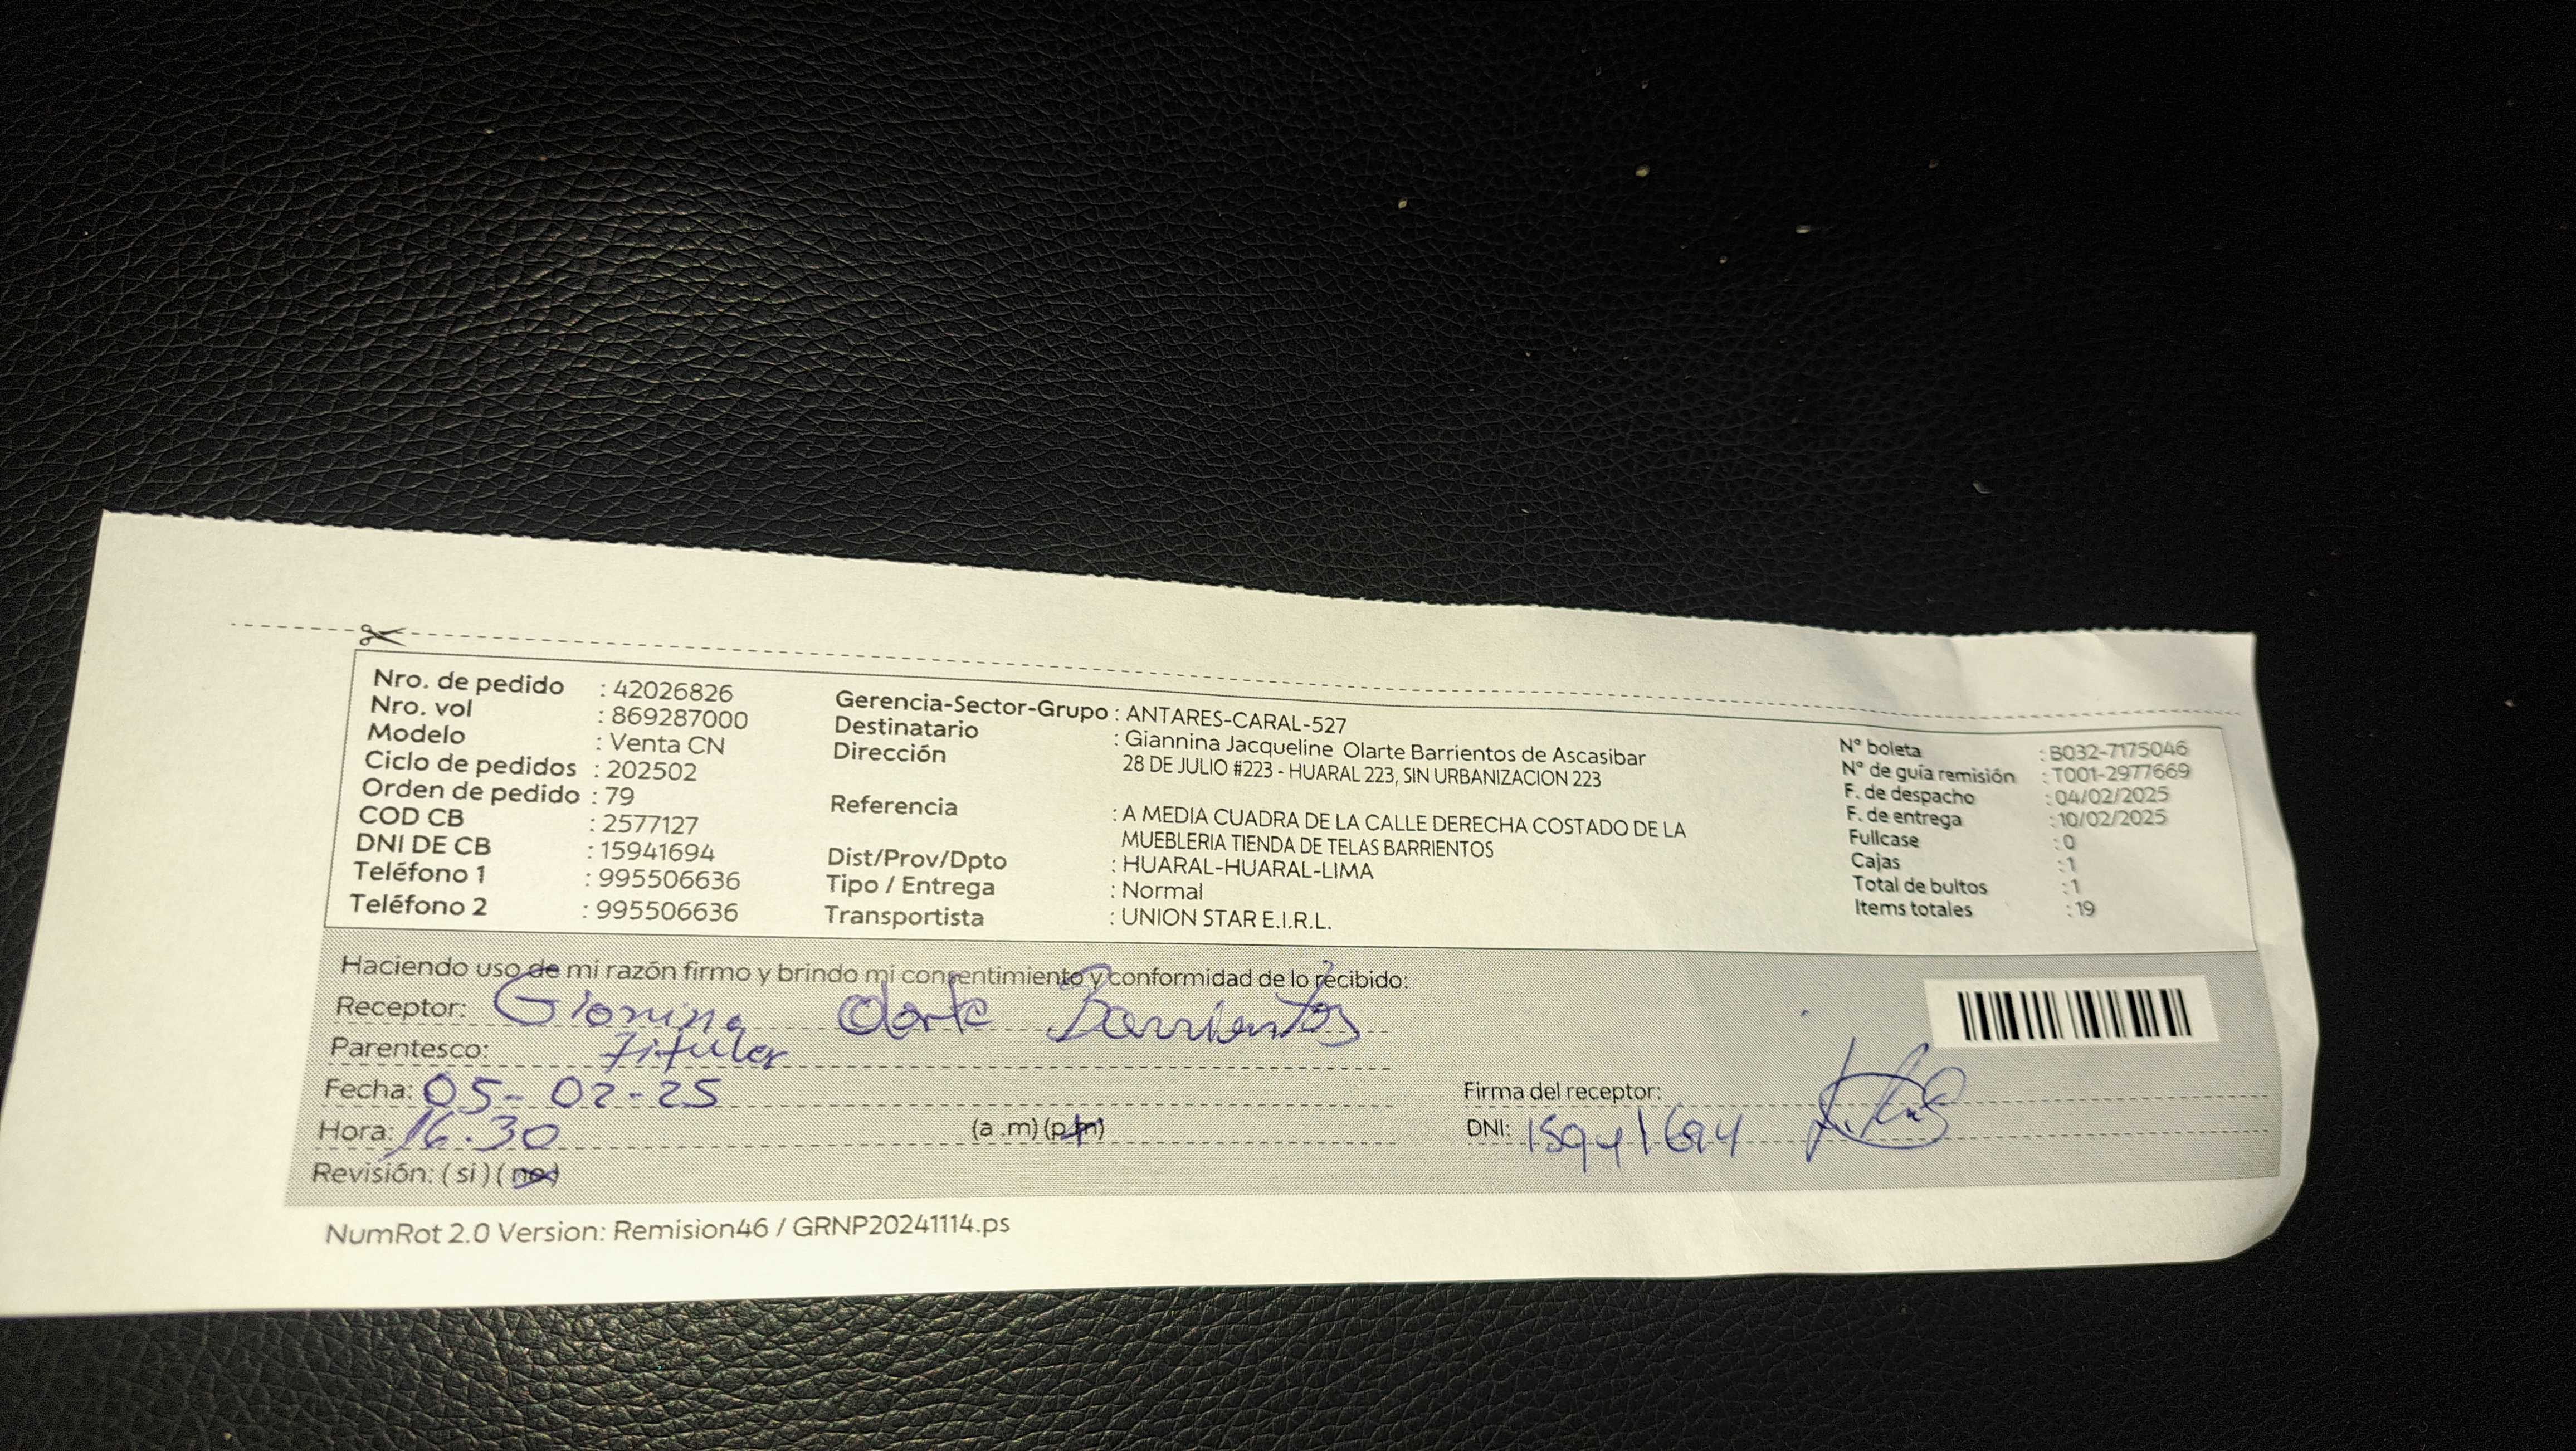 Nro. de pedido : 42026826
Nro. vol : 869287000
Modelo : Venta CN
Ciclo de pedidos : 202502
Orden de pedido : 79
COD CB : 2577127
DNI DE CB : 15941694
Teléfono 1 : 995506636
Teléfono 2 : 995506636
Gerencia-Sector-Grupo : ANTARES-CARAL-527
Destinatario : Giannina Jacqueline Olarte Barrientos de Ascasibar
Dirección 28 DE JULIO #223 - HUARAL 223, SIN URBANIZACION 223
Referencia : A MEDIA CUADRA DE LA CALLE DERECHA COSTADO DE LA
MUEBLERIA TIENDA DE TELAS BARRIENTOS
Dist/Prov/Dpto : HUARAL-HUARAL-LIMA
Tipo / Entrega : Normal
Transportista : UNION STAR E.I.R.L.
N° boleta : B032-7175046
N° de guía remisión : T001-2977669
F. de despacho : 04/02/2025
F. de entrega : 10/02/2025
Fullcase : 0
Cajas : 1
Total de bultos : 1
Items totales : 19
Haciendo uso de mi razón firmo y brindo mi consentimiento y conformidad de lo recibido:
Receptor: Gionina Olarte Barrientos
Parentesco: Titular
Fecha: 05-02-25
Hora: 16.30 (a .m) (p.m)
Revisión: ( si ) ( no )
Firma del receptor:
DNI: 15941694
NumRot 2.0 Version: Remision46 / GRNP20241114.ps